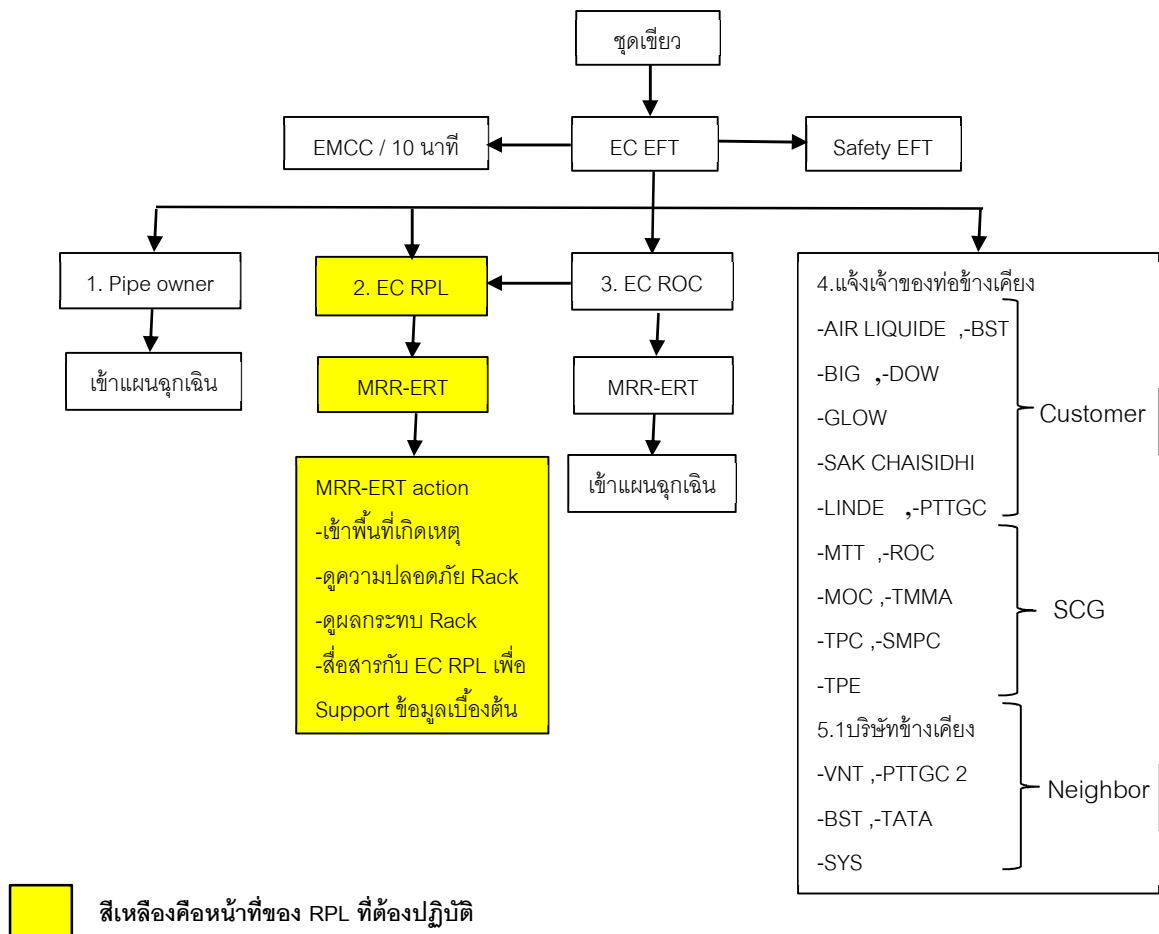 ชุดเขียว
EMCC / 10 นาที
EC EFT
Safety EFT
1. Pipe owner
2. EC RPL
3. EC ROC
เข้าแผนฉุกเฉิน
MRR-ERT
MRR-ERT
MRR-ERT action
-เข้าพื้นที่เกิดเหตุ
-ดูความปลอดภัย Rack
-ดูผลกระทบ Rack
-สื่อสารกับ EC RPL เพื่อ
Support ข้อมูลเบื้องต้น
เข้าแผนฉุกเฉิน
4.แจ้งเจ้าของท่อข้างเคียง
-AIR LIQUIDE ,-BST
-BIG ,-DOW
-GLOW
-SAK CHAISIDHI
-LINDE ,-PTTGC
Customer
-MTT ,-ROC
-MOC ,-TMMA
-TPC ,-SMPC
-TPE
SCG
5.1บริษัทข้างเคียง
-VNT ,-PTTGC 2
-BST ,-TATA
-SYS
Neighbor
สีเหลืองคือหน้าที่ของ RPL ที่ต้องปฏิบัติ